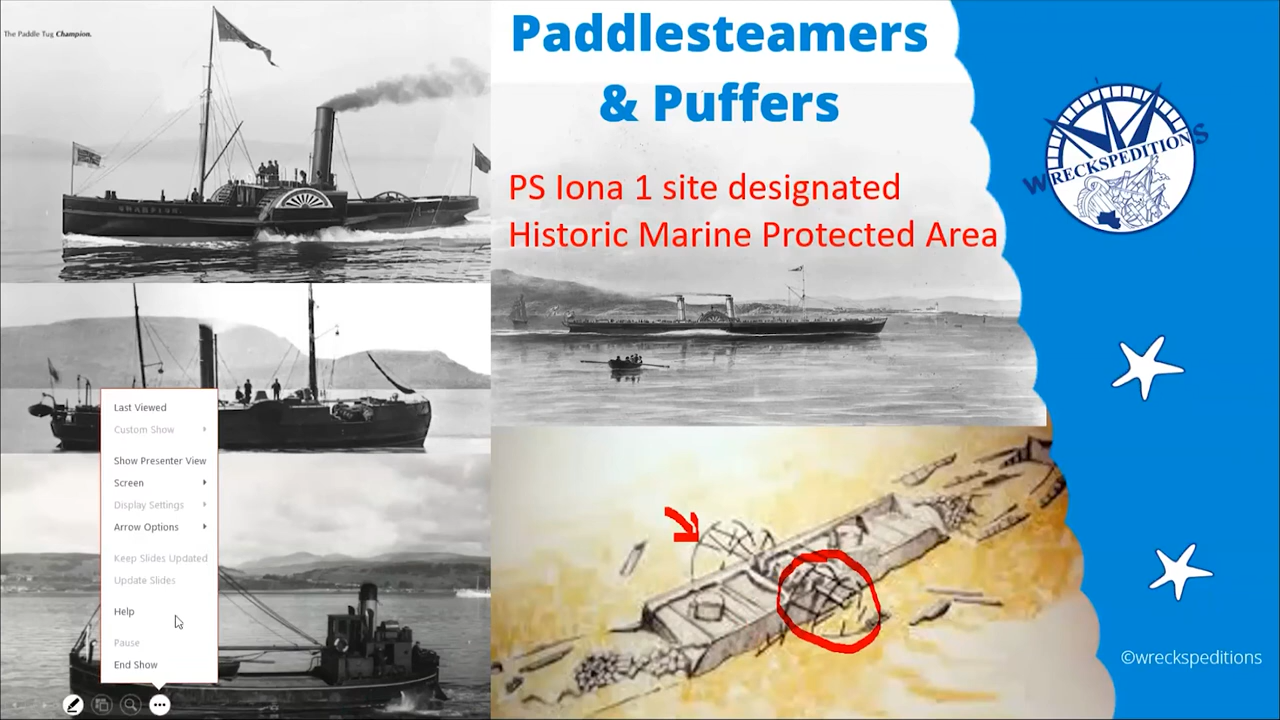 The Paddle Tug Champion.
CHAMPION
Paddlesteamers
& Puffers
WRECKSPEDITIONS
PS Iona 1 site designated
Historic Marine Protected Area
Last Viewed
Custom Show
Show Presenter View
Screen
Display Settings
Arrow Options
Keep Slides Updated
Update Slides
Help
Pause
End Show
©wreckspeditions